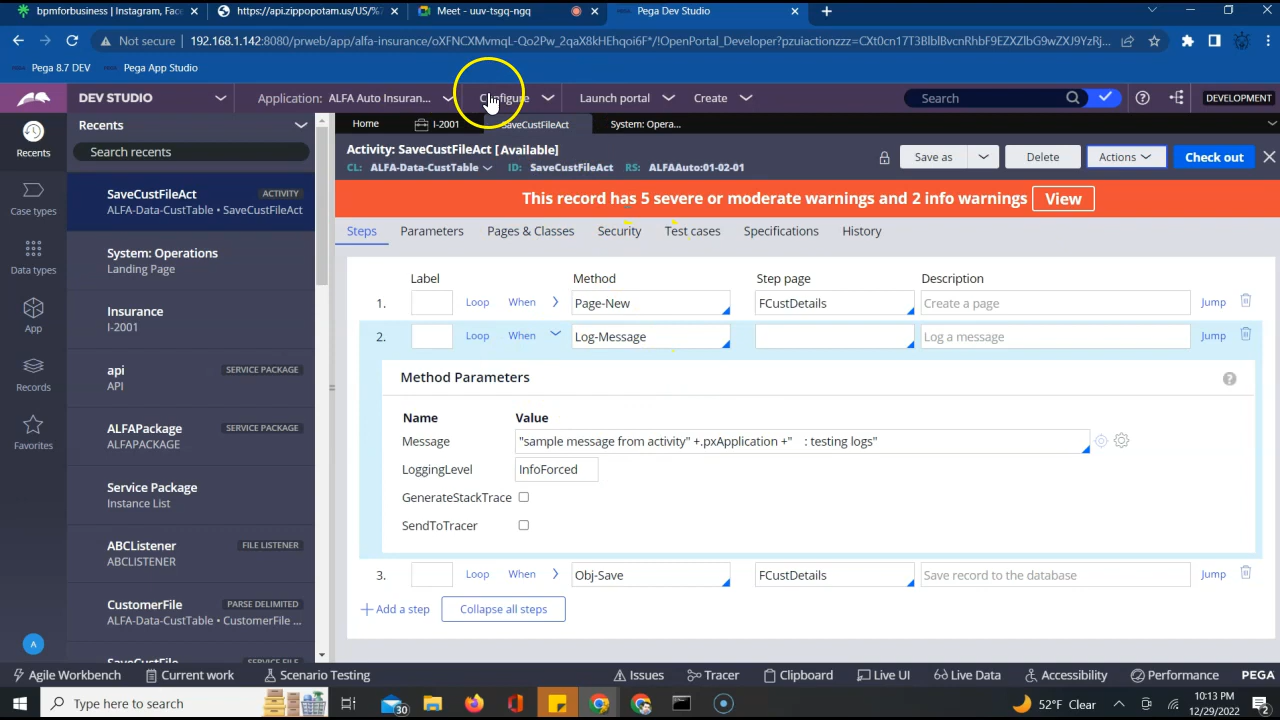 bpmforbusiness | Instagram, Fac
https://api.zippopotam.us/US/%7
Meet - uuv-tsgq-ngq
Pega Dev Studio
Not secure
192.168.1.142:8080/prweb/app/alfa-insurance/oXFNCXMvmqL-Qo2Pw_2qaX8kHEhqoi6F*/!OpenPortal_Developer?pzuiactionzzz=CXt0cn17T3BlblBvcnRhbF9EZXZlbG9wZXJ9YzRj...
Pega 8.7 DEV
Pega App Studio
DEV STUDIO
Application: ALFA Auto Insuran...
Configure
Launch portal
Create
Search
DEVELOPMENT
Recents
Recents
Home
I-2001
SaveCustFileAct
System: Opera...
Search recents
Activity: SaveCustFileAct [Available]
CL: ALFA-Data-CustTable
ID: SaveCustFileAct
RS: ALFAAuto:01-02-01
Save as
Delete
Actions
Check out
This record has 5 severe or moderate warnings and 2 info warnings
View
Case types
Data types
App
Records
Favorites
A
SaveCustFileAct
ACTIVITY
ALFA-Data-CustTable • SaveCustFileAct
System: Operations
Landing Page
Insurance
I-2001
api
SERVICE PACKAGE
API
ALFAPackage
SERVICE PACKAGE
ALFAPACKAGE
Service Package
Instance List
ABCListener
FILE LISTENER
ABCLISTENER
CustomerFile
PARSE DELIMITED
ALFA-Data-CustTable • CustomerFile ...
SaveCustFile
SERVICE FILE
Steps
Parameters
Pages & Classes
Security
Test cases
Specifications
History
Label
Method
Step page
Description
1.
Loop
When
Page-New
FCustDetails
Create a page
Jump
2.
Loop
When
Log-Message
Log a message
Jump
Method Parameters
?
Name
Value
Message
"sample message from activity" +.pxApplication +"    : testing logs"
LoggingLevel
InfoForced
GenerateStackTrace
SendToTracer
3.
Loop
When
Obj-Save
FCustDetails
Save record to the database
Jump
+ Add a step
Collapse all steps
Agile Workbench
Current work
Scenario Testing
Issues
Tracer
Clipboard
Live UI
Live Data
Accessibility
Performance
PEGA
Type here to search
30
52°F Clear
10:13 PM
12/29/2022